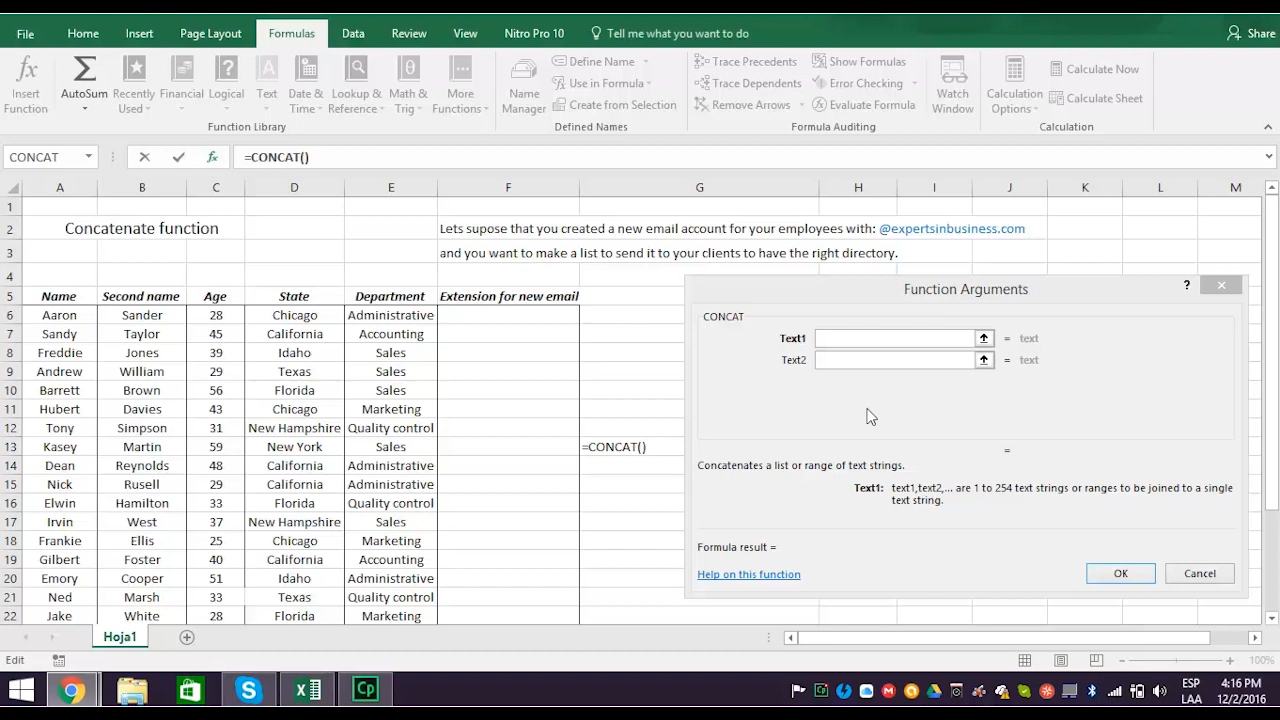 File Home Insert Page Layout Formulas Data Review View Nitro Pro 10 Tell me what you want to do Share
Insert Function
AutoSum
Recently Used
Financial
Logical
Text
Date & Time
Lookup & Reference
Math & Trig
More Functions
Function Library
Name Manager
Define Name
Use in Formula
Create from Selection
Defined Names
Trace Precedents
Trace Dependents
Remove Arrows
Show Formulas
Error Checking
Evaluate Formula
Formula Auditing
Watch Window
Calculation Options
Calculate Now
Calculate Sheet
Calculation
CONCAT fx =CONCAT()
A B C D E F G H I J K L M
1
2 Concatenate function Lets supose that you created a new email account for your employees with: @expertsinbusiness.com
3 and you want to make a list to send it to your clients to have the right directory.
4
5 Name Second name Age State Department Extension for new email
6 Aaron Sander 28 Chicago Administrative
7 Sandy Taylor 45 California Accounting
8 Freddie Jones 39 Idaho Sales
9 Andrew William 29 Texas Sales
10 Barrett Brown 56 Florida Sales
11 Hubert Davies 43 Chicago Marketing
12 Tony Simpson 31 New Hampshire Quality control
13 Kasey Martin 59 New York Sales =CONCAT()
14 Dean Reynolds 48 California Administrative
15 Nick Rusell 29 California Administrative
16 Elwin Hamilton 33 Florida Quality control
17 Irvin West 37 New Hampshire Sales
18 Frankie Ellis 25 Chicago Marketing
19 Gilbert Foster 40 California Accounting
20 Emory Cooper 51 Idaho Administrative
21 Ned Marsh 33 Texas Quality control
22 Jake White 28 Florida Marketing
Function Arguments ?
CONCAT
Text1 = text
Text2 = text
=
Concatenates a list or range of text strings.
Text1: text1,text2,... are 1 to 254 text strings or ranges to be joined to a single
text string.
Formula result =
Help on this function OK Cancel
Hoja1
Edit 100%
ESP 4:16 PM
LAA 12/2/2016